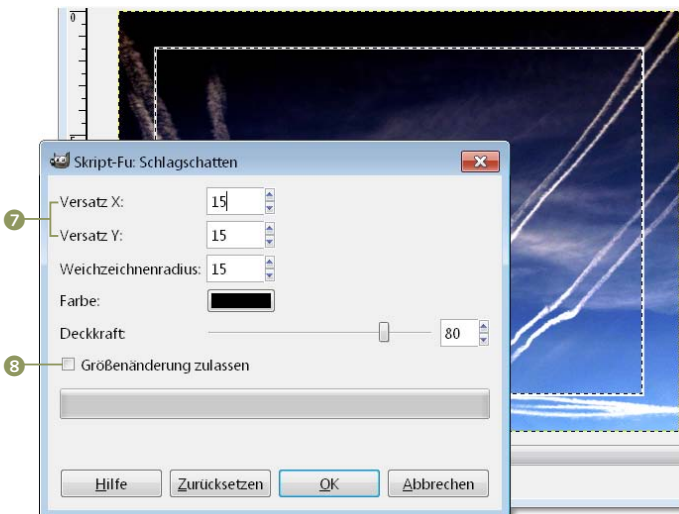 0
Skript-Fu: Schlagschatten
7
Versatz X: 15
Versatz Y: 15
Weichzeichnenradius: 15
Farbe:
Deckkraft: 80
8
Größenänderung zulassen
Hilfe Zurücksetzen OK Abbrechen